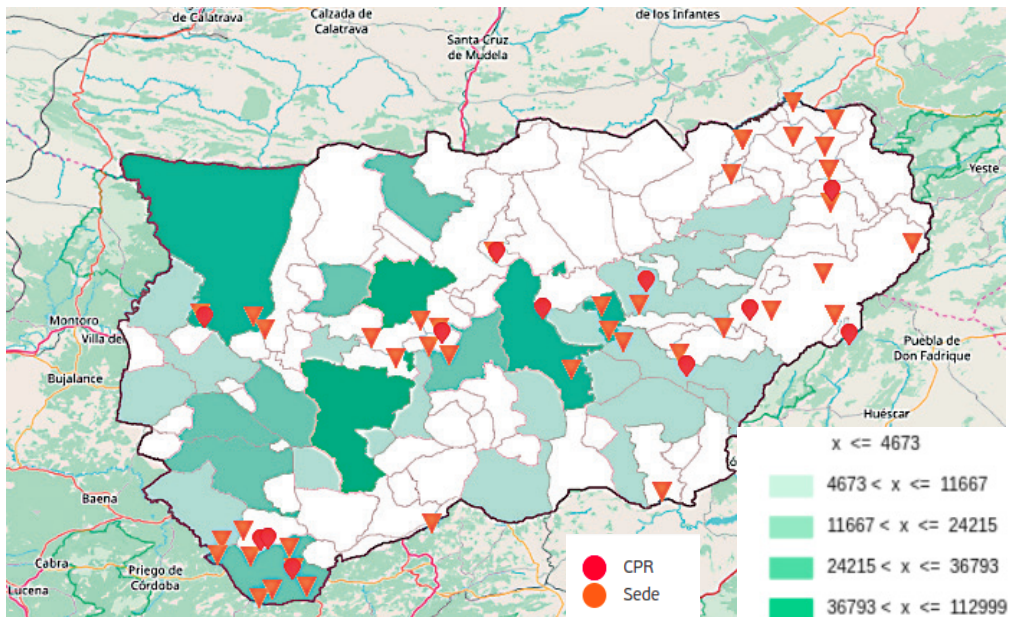 de Calatrava
Calzada de
Calatrava
de los Infantes
Santa Cruz
de Mudela
Yeste
Montoro
Villa del
Bujalance
Puebla de
Don Fadrique
Huéscar
Baena
Cabra
Lucena
Priego de
Córdoba
x <= 4673
4673 < x <= 11667
11667 < x <= 24215
24215 < x <= 36793
36793 < x <= 112999
CPR
Sede